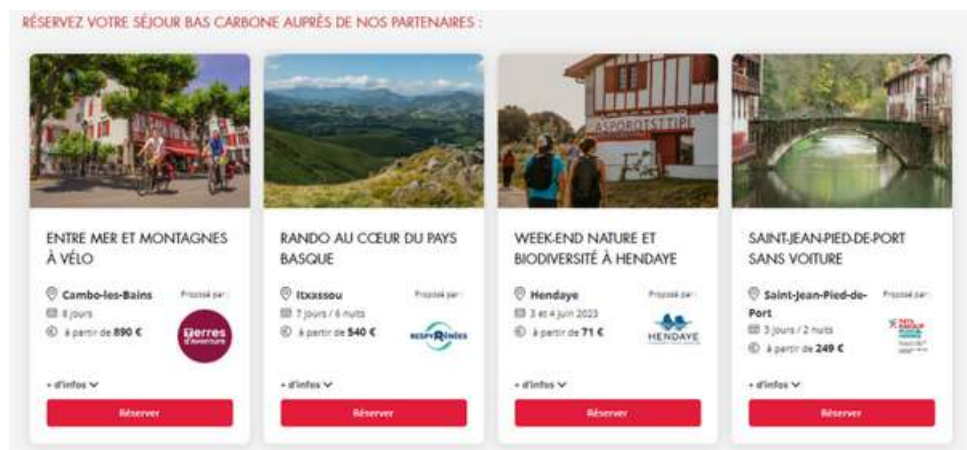 RÉSERVEZ VOTRE SÉJOUR BAS CARBONE AUPRÈS DE NOS PARTENAIRES :
ASPOROTSTTIPI
ENTRE MER ET MONTAGNES
À VÉLO
Cambo-les-Bains
Proposé par :
8 jours
à partir de 890 €
Terres
d'aventure
+ d'infos
Réserver
RANDO AU CŒUR DU PAYS
BASQUE
Itxassou
Proposé par :
7 jours / 6 nuits
à partir de 540 €
RESPYRÉNÉES
+ d'infos
Réserver
WEEK-END NATURE ET
BIODIVERSITÉ À HENDAYE
Hendaye
Proposé par :
3 et 4 juin 2023
à partir de 71 €
HENDAYE
+ d'infos
Réserver
SAINT-JEAN-PIED-DE-PORT
SANS VOITURE
Saint-Jean-Pied-de-
Port
Proposé par :
3 jours / 2 nuits
à partir de 249 €
PAYS
BASQUE
+ d'infos
Réserver